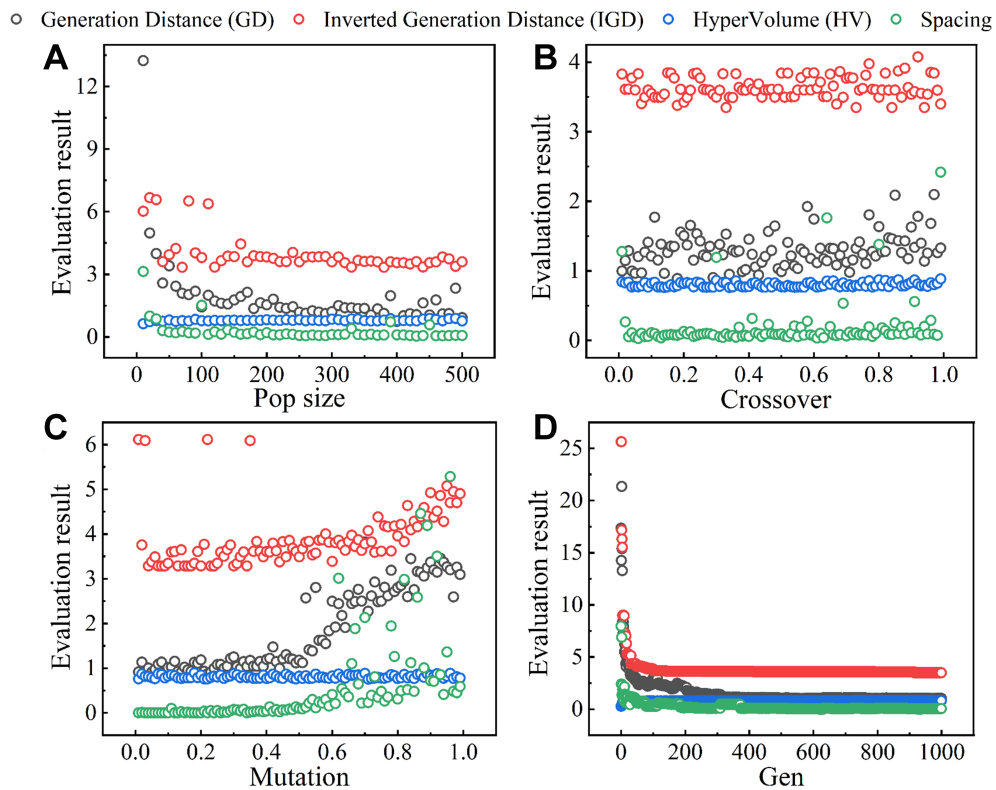 Generation Distance (GD) Inverted Generation Distance (IGD) HyperVolume (HV) Spacing
A
Evaluation result
12
9
6
3
0
0 100 200 300 400 500
Pop size
B
Evaluation result
4
3
2
1
0
0.0 0.2 0.4 0.6 0.8 1.0
Crossover
C
Evaluation result
6
5
4
3
2
1
0
0.0 0.2 0.4 0.6 0.8 1.0
Mutation
D
Evaluation result
25
20
15
10
5
0
0 200 400 600 800 1000
Gen